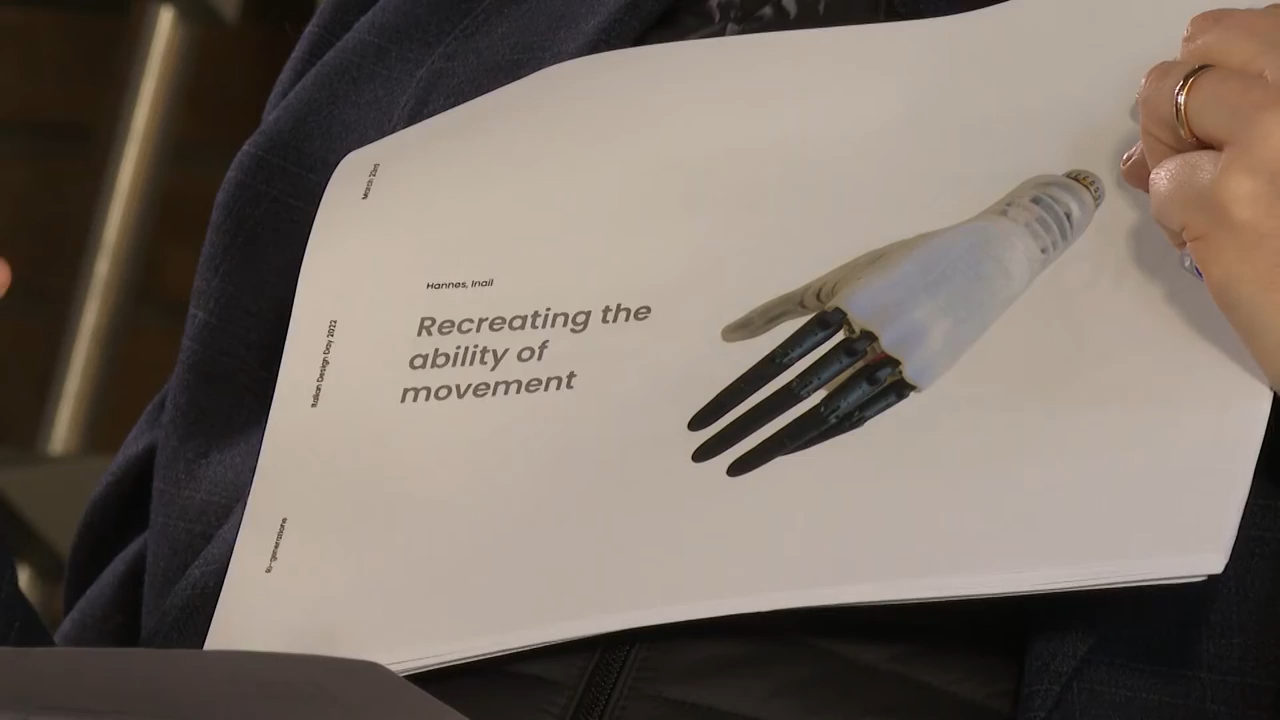 March 23rd
Italian Design Day 2022
Ri-generazione
Hannes, Inail
Recreating the
ability of
movement